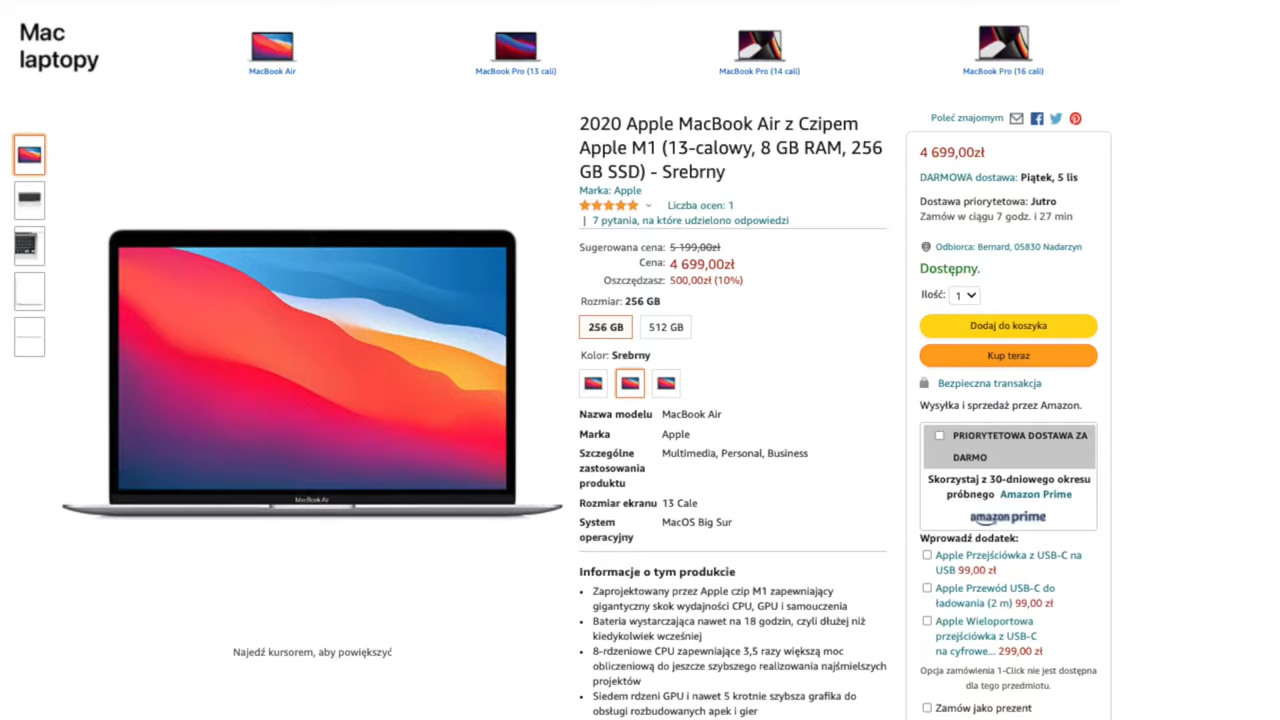 Mac
laptopy
MacBook Air
MacBook Pro (13 cali)
MacBook Pro (14 cali)
MacBook Pro (16 cali)
2020 Apple MacBook Air z Czipem
Apple M1 (13-calowy, 8 GB RAM, 256
GB SSD) - Srebrny
Marka: Apple
Liczba ocen: 1
| 7 pytania, na które udzielono odpowiedzi
Sugerowana cena: 5 199,00zł
Cena: 4 699,00zł
Oszczędzasz: 500,00zł (10%)
Rozmiar: 256 GB
256 GB
512 GB
Kolor: Srebrny
Nazwa modelu MacBook Air
Marka Apple
Szczególne Multimedia, Personal, Business
zastosowania
produktu
Rozmiar ekranu 13 Cale
System MacOS Big Sur
operacyjny
Informacje o tym produkcie
• Zaprojektowany przez Apple czip M1 zapewniający
gigantyczny skok wydajności CPU, GPU i samouczenia
• Bateria wystarczająca nawet na 18 godzin, czyli dłużej niż
kiedykolwiek wcześniej
• 8-rdzeniowe CPU zapewniające 3,5 razy większą moc
obliczeniową do jeszcze szybszego realizowania najśmielszych
projektów
• Siedem rdzeni GPU i nawet 5 krotnie szybsza grafika do
obsługi rozbudowanych apek i gier
MacBook Air
Najedź kursorem, aby powiększyć
Poleć znajomym
4 699,00zł
DARMOWA dostawa: Piątek, 5 lis
Dostawa priorytetowa: Jutro
Zamów w ciągu 7 godz. i 27 min
Odbiorca: Bernard, 05830 Nadarzyn
Dostępny.
Ilość: 1
Dodaj do koszyka
Kup teraz
Bezpieczna transakcja
Wysyłka i sprzedaż przez Amazon.
PRIORYTETOWA DOSTAWA ZA
DARMO
Skorzystaj z 30-dniowego okresu
próbnego Amazon Prime
amazon prime
Wprowadź dodatek:
Apple Przejściówka z USB-C na
USB 99,00 zł
Apple Przewód USB-C do
ładowania (2 m) 99,00 zł
Apple Wieloportowa
przejściówka z USB-C
na cyfrowe... 299,00 zł
Opcja zamówienia 1-Click nie jest dostępna
dla tego przedmiotu.
Zamów jako prezent